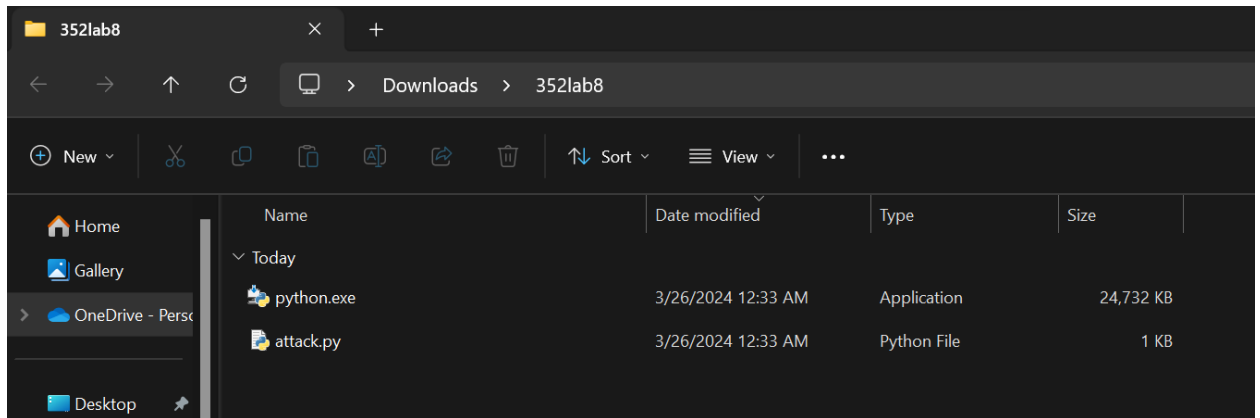 352lab8
Downloads > 352lab8
New Sort View
Name Date modified Type Size
Home
Today
Gallery
python.exe 3/26/2024 12:33 AM Application 24,732 KB
OneDrive - Perso
attack.py 3/26/2024 12:33 AM Python File 1 KB
Desktop